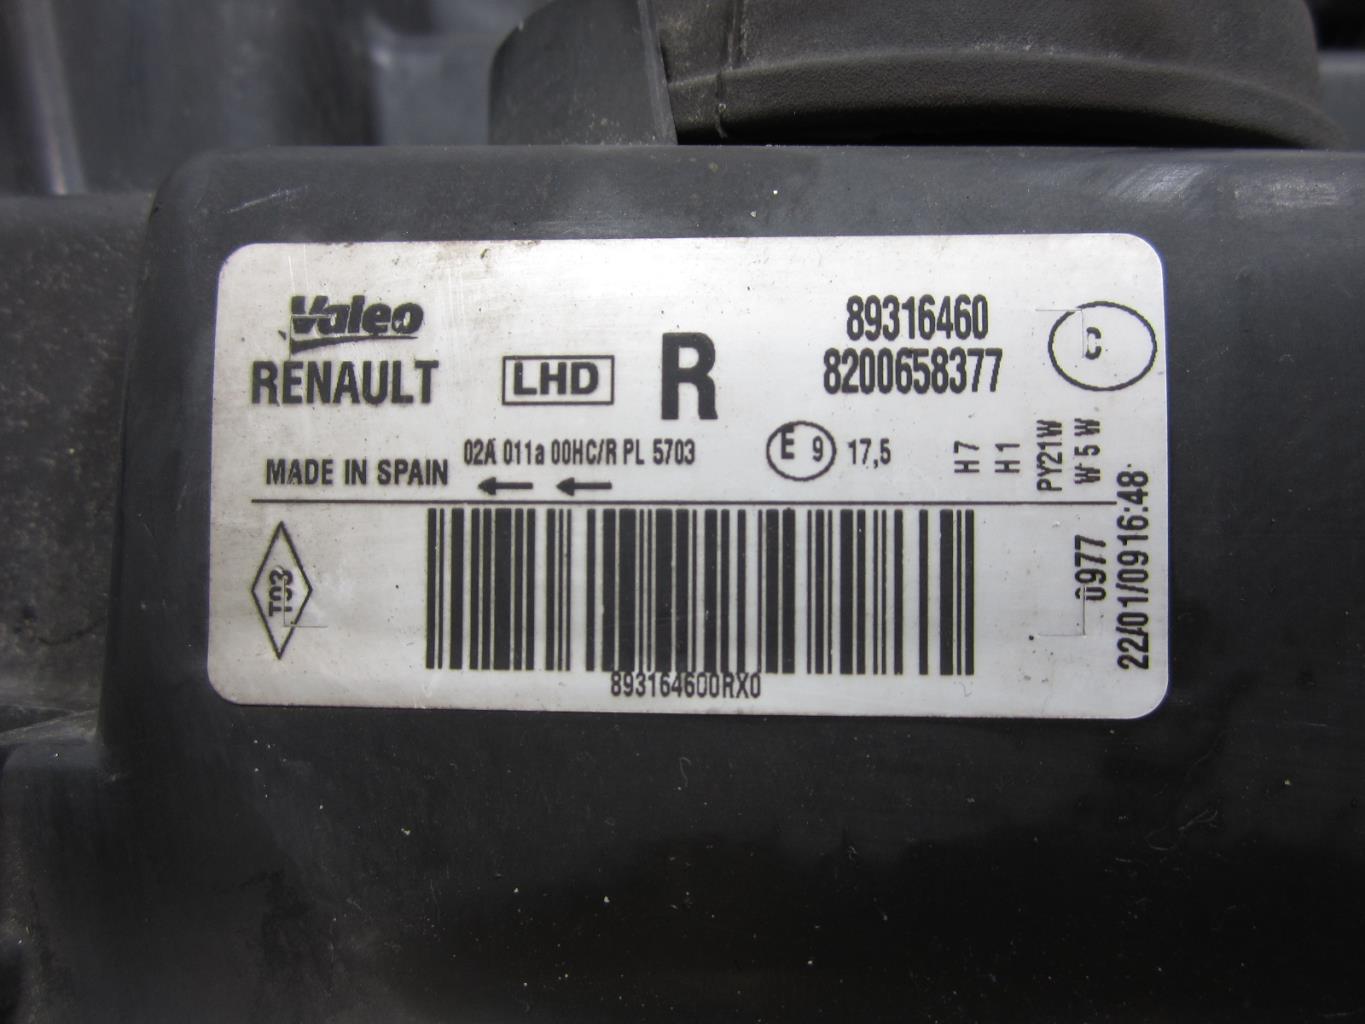 Valeo
RENAULT
LHD
R
89316460
8200658377
C
MADE IN SPAIN
02A 011a 00HC/R PL 5703
E 9
17,5
H7
H1
PY21W
W5W
T03
893164600RX0
0977
22/01/09 16:48